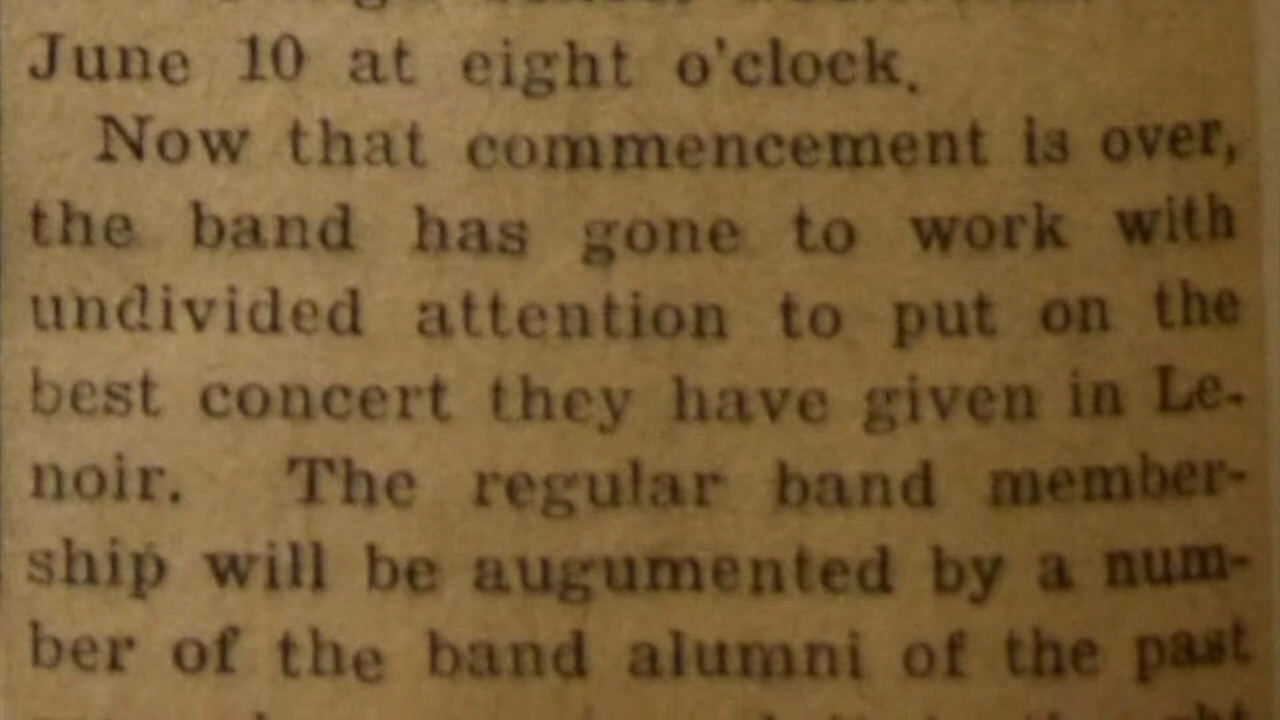 June 10 at eight o'clock.
Now that commencement is over,
the band has gone to work with
undivided attention to put on the
best concert they have given in Le-
noir. The regular band member-
ship will be augumented by a num-
ber of the band alumni of the past